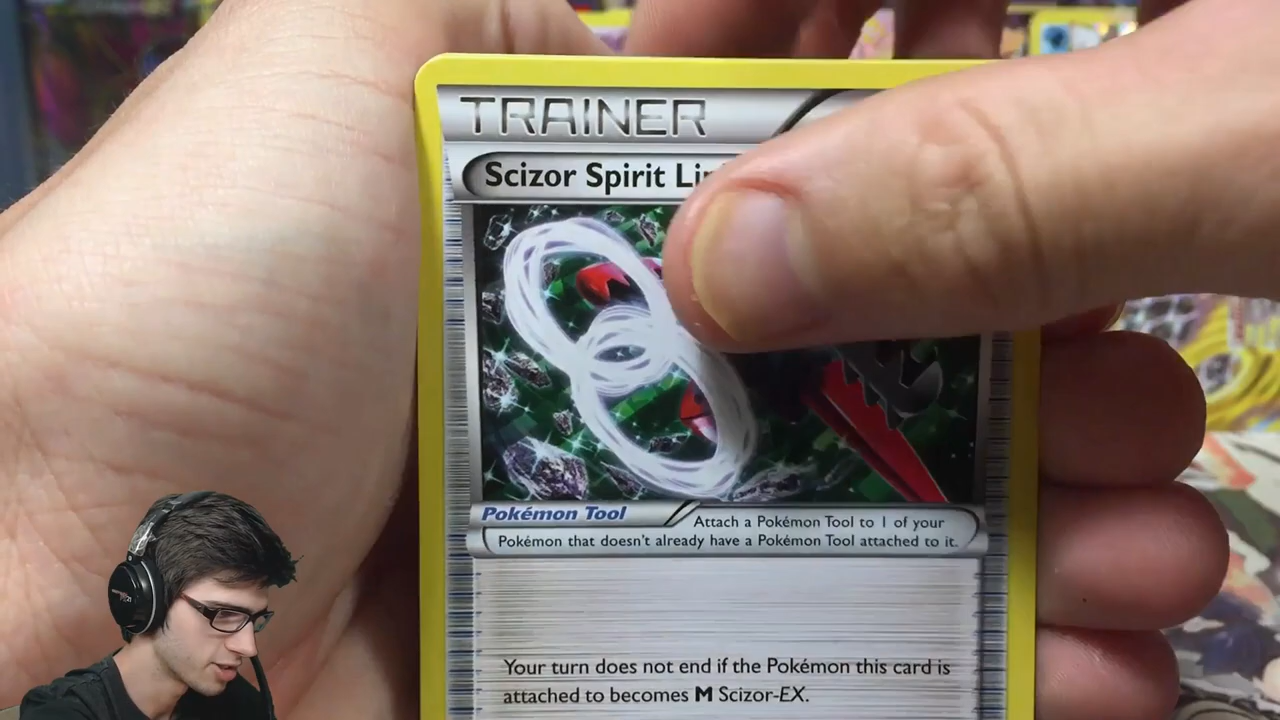 TRAINER
Scizor Spirit
Pokémon Tool
Attach a Pokémon Tool to 1 of your
Pokémon that doesn't already have a Pokémon Tool attached to it.
Your turn does not end if the Pokémon this card is
attached to becomes M Scizor-EX.